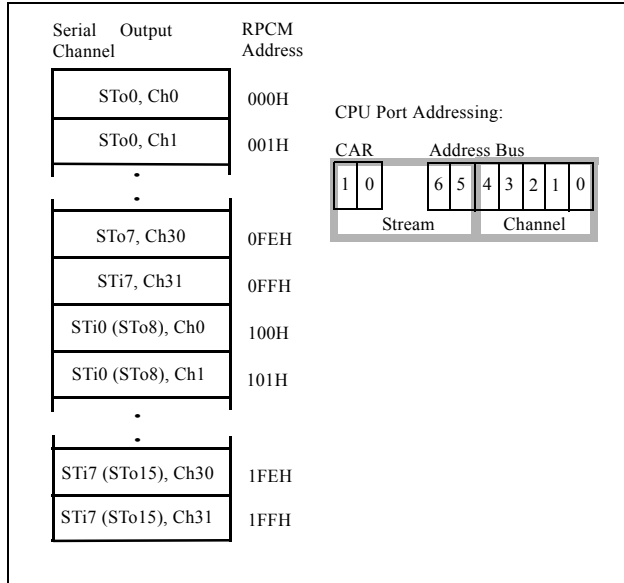 Serial Output Channel
RPCM Address
STo0, Ch0 000H
STo0, Ch1 001H
STo7, Ch30 0FEH
STi7, Ch31 0FFH
STi0 (STo8), Ch0 100H
STi0 (STo8), Ch1 101H
STi7 (STo15), Ch30 1FEH
STi7 (STo15), Ch31 1FFH
CPU Port Addressing:
CAR Address Bus
1 0 6 5 4 3 2 1 0
Stream Channel